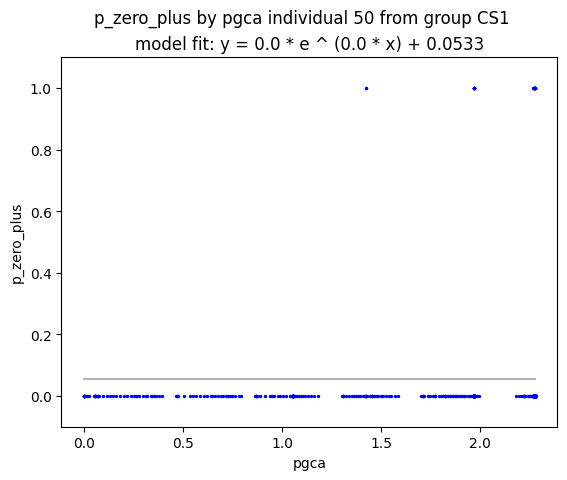 p_zero_plus by pgca individual 50 from group CS1
model fit: y = 0.0 * e ^ (0.0 * x) + 0.0533
1.0
0.8
0.6
0.4
0.2
0.0
p_zero_plus
0.0 0.5 1.0 1.5 2.0
pgca